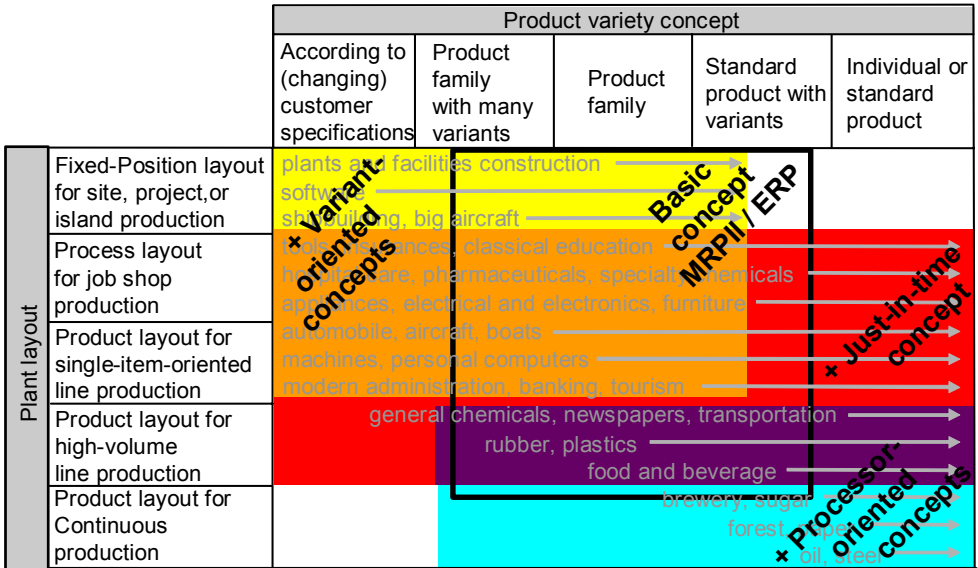 Product variety concept
According to
(changing)
customer
specifications
Product
family
with many
variants
Product
family
Standard
product with
variants
Individual or
standard
product
Plant layout
Fixed-Position layout
for site, project,or
island production
Process layout
for job shop
production
Product layout for
single-item-oriented
line production
Product layout for
high-volume
line production
Product layout for
Continuous
production
plants and facilities construction
software
shipbuilding, big aircraft
tools, insurances, classical education
hospital care, pharmaceuticals, specialty chemicals
appliances, electrical and electronics, furniture
automobile, aircraft, boats
machines, personal computers
modern administration, banking, tourism
general chemicals, newspapers, transportation
rubber, plastics
food and beverage
brewery, sugar
forest, paper
oil, steel
+ Variant-
oriented
concepts
Basic
concept
MRPII / ERP
+ Just-in-time
concept
+ Processor-
oriented
concepts